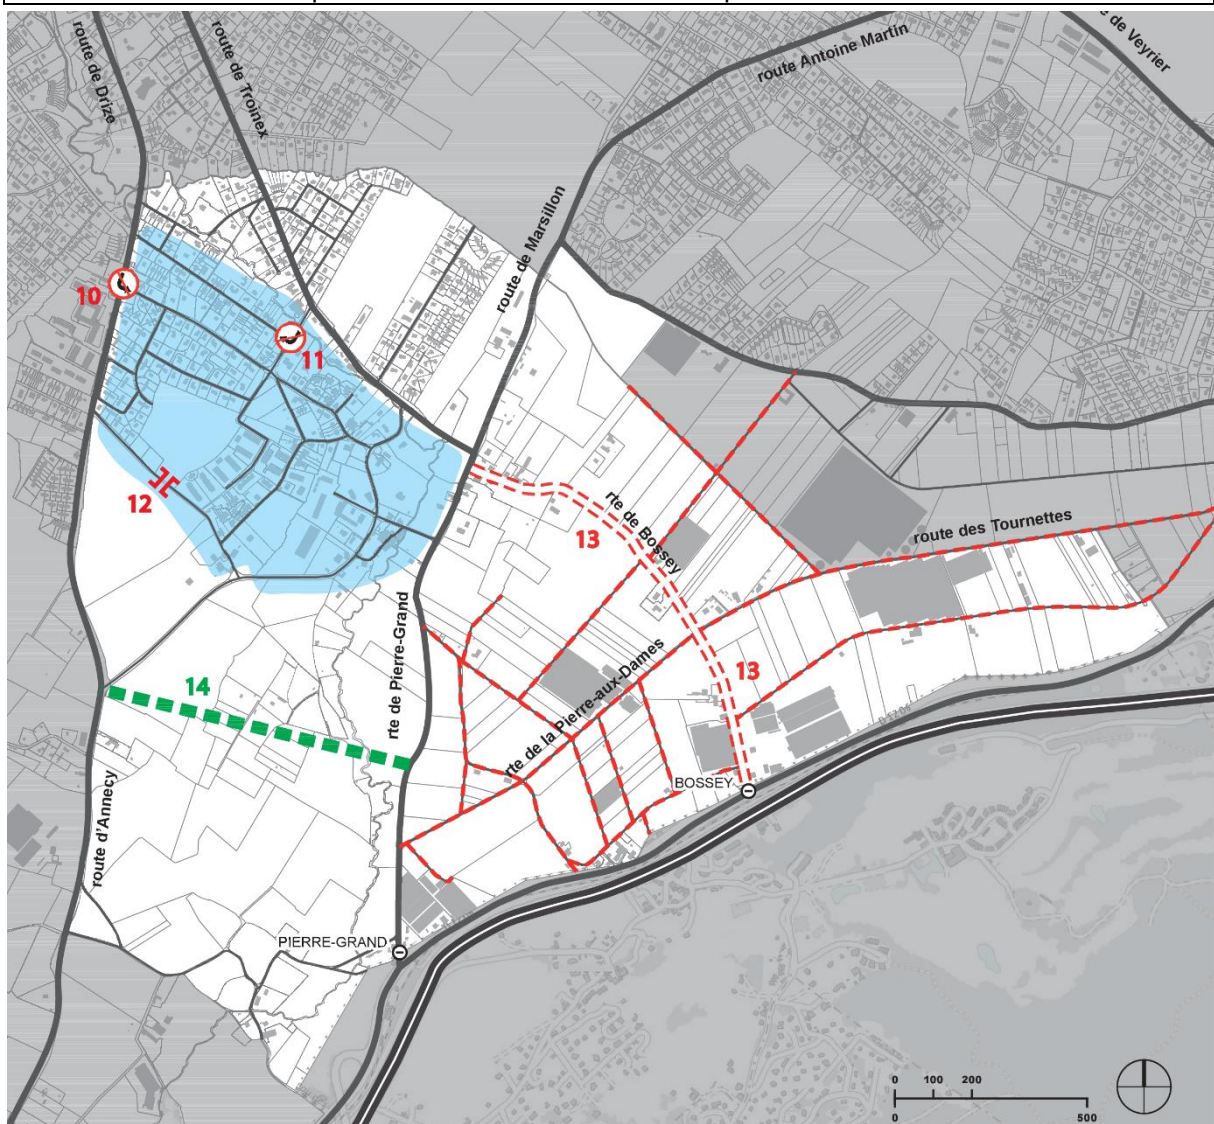 route de Drize
route de Troinex
route Antoine Martin
e de Veyrier
route de Marsillon
10
11
12
13
rte de Bossey
route des Tournettes
13
rte de Pierre-Grand
rte de la Pierre-aux-Dames
14
BOSSEY
route d'Annecy
PIERRE-GRAND
0 100 200
0 500